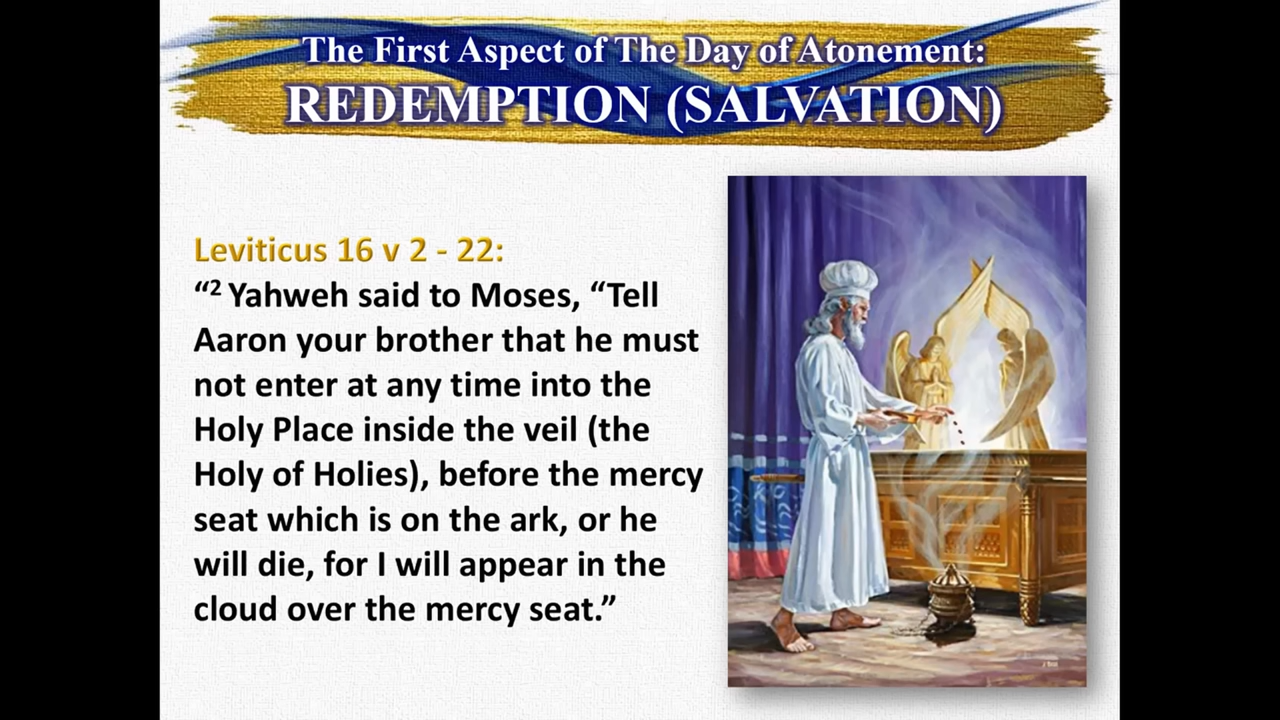 The First Aspect of The Day of Atonement:
REDEMPTION (SALVATION)
Leviticus 16 v 2 - 22:
“² Yahweh said to Moses, “Tell
Aaron your brother that he must
not enter at any time into the
Holy Place inside the veil (the
Holy of Holies), before the mercy
seat which is on the ark, or he
will die, for I will appear in the
cloud over the mercy seat.”